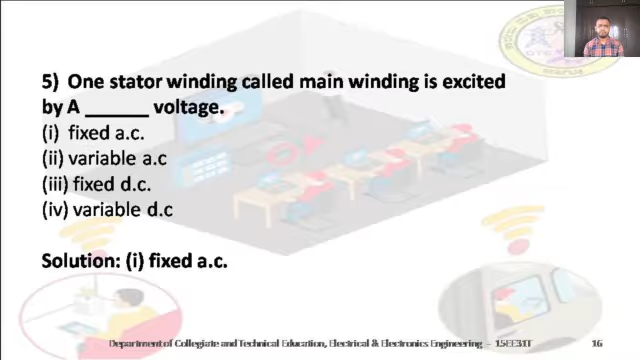 5) One stator winding called main winding is excited
by A ______ voltage.
(i) fixed a.c.
(ii) variable a.c
(iii) fixed d.c.
(iv) variable d.c
Solution: (i) fixed a.c.
Department of Collegiate and Technical Education, Electrical & Electronics Engineering – 15EE31T
16